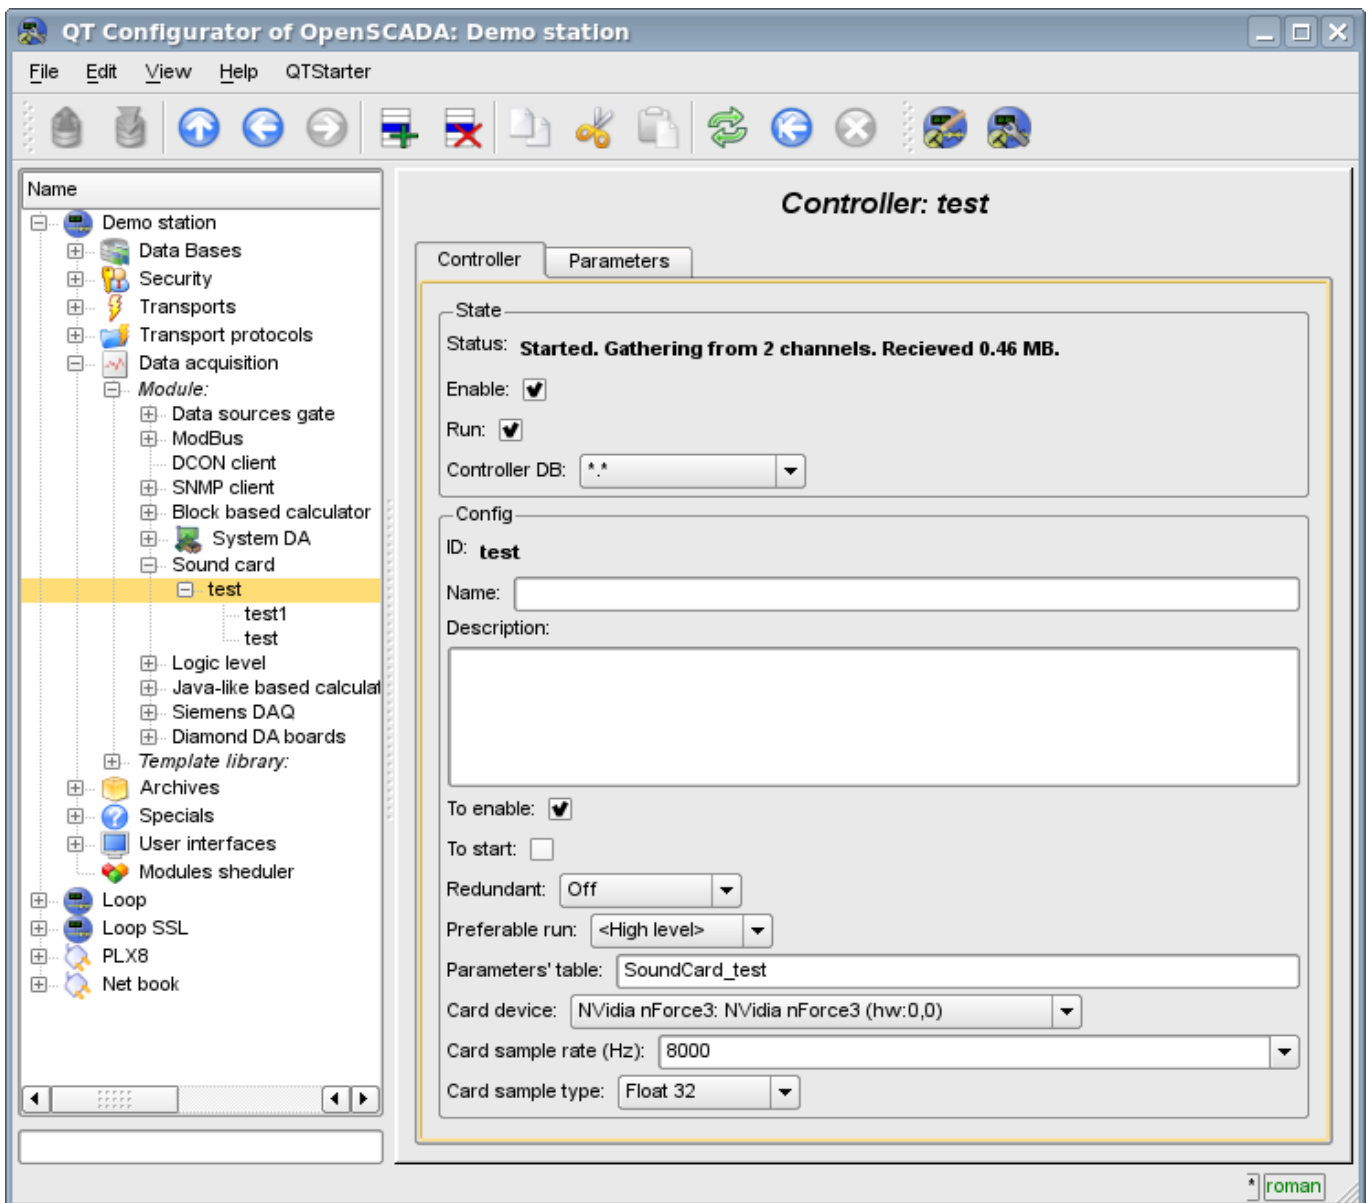 QT Configurator of OpenSCADA: Demo station
File Edit View Help QTStarter
Name
Demo station
Data Bases
Security
Transports
Transport protocols
Data acquisition
Module:
Data sources gate
ModBus
DCON client
SNMP client
Block based calculator
System DA
Sound card
test
test1
test
Logic level
Java-like based calculat
Siemens DAQ
Diamond DA boards
Template library:
Archives
Specials
User interfaces
Modules sheduler
Loop
Loop SSL
PLX8
Net book
Controller: test
Controller Parameters
State
Status: Started. Gathering from 2 channels. Recieved 0.46 MB.
Enable:
Run:
Controller DB: *.*
Config
ID: test
Name:
Description:
To enable:
To start:
Redundant: Off
Preferable run: <High level>
Parameters' table: SoundCard_test
Card device: NVidia nForce3: NVidia nForce3 (hw:0,0)
Card sample rate (Hz): 8000
Card sample type: Float 32
* roman